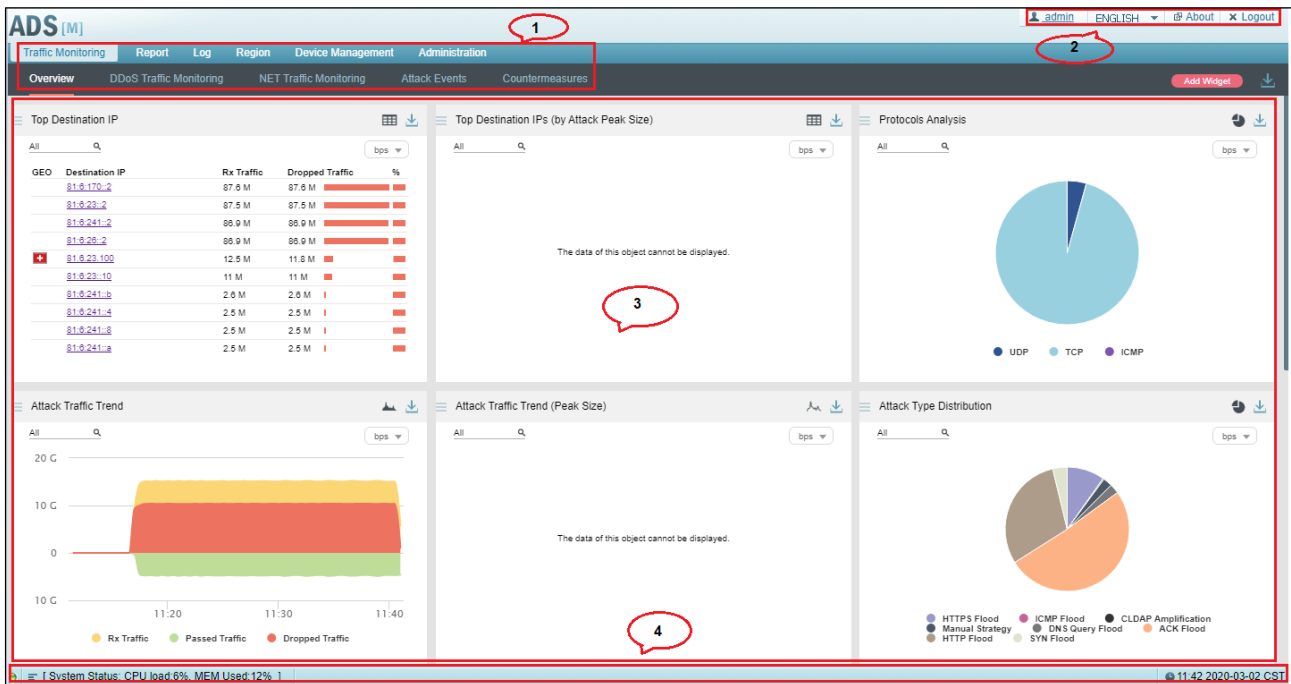 ADS [M]
admin ENGLISH About Logout
1
2
Traffic Monitoring Report Log Region Device Management Administration
Overview DDoS Traffic Monitoring NET Traffic Monitoring Attack Events Countermeasures Add Widget
Top Destination IP
All
bps
GEO Destination IP Rx Traffic Dropped Traffic %
81:6:170::2 87.6 M 87.6 M
81:6:23::2 87.5 M 87.5 M
81:6:241::2 86.9 M 86.9 M
81:6:26::2 86.9 M 86.9 M
81.6.23.100 12.5 M 11.8 M
81:6:23::10 11 M 11 M
81:6:241::b 2.6 M 2.6 M
81:6:241::4 2.5 M 2.5 M
81:6:241::8 2.5 M 2.5 M
81:6:241::a 2.5 M 2.5 M
Top Destination IPs (by Attack Peak Size)
All
bps
The data of this object cannot be displayed.
3
Protocols Analysis
All
bps
UDP TCP ICMP
Attack Traffic Trend
All
bps
20 G
10 G
0
10 G
11:20 11:30 11:40
Rx Traffic Passed Traffic Dropped Traffic
Attack Traffic Trend (Peak Size)
All
bps
The data of this object cannot be displayed.
4
Attack Type Distribution
All
bps
HTTPS Flood ICMP Flood CLDAP Amplification
Manual Strategy DNS Query Flood ACK Flood
HTTP Flood SYN Flood
[ System Status: CPU load:6%, MEM Used:12% ]
11:42 2020-03-02 CST